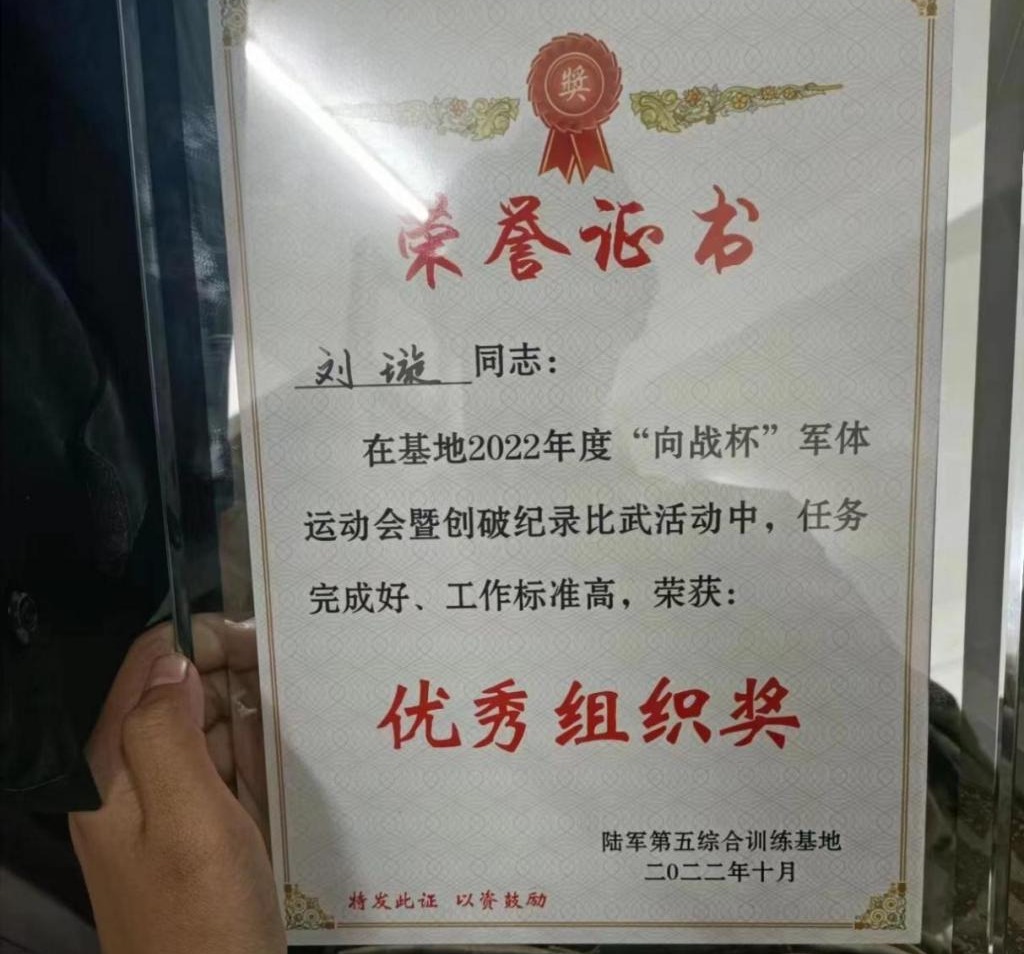 奖
荣誉证书
刘璇同志：
在基地2022年度“向战杯”军体
运动会暨创破纪录比武活动中，任务
完成好、工作标准高，荣获：
优秀组织奖
陆军第五综合训练基地
二〇二二年十月
特发此证 以资鼓励